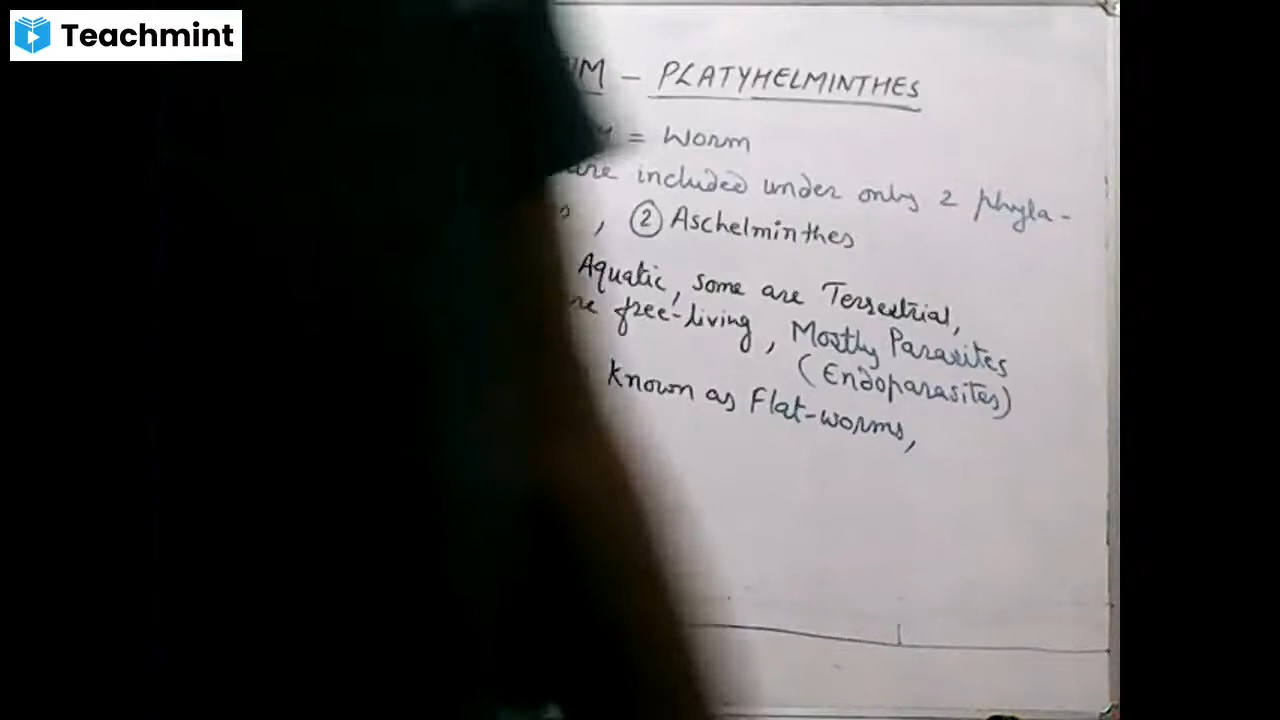 Teachmint
- PLATYHELMINTHES
= Worm
are included under only 2 phyla -
, ② Aschelminthes
Aquatic, some are Terrestrial,
free-living, Mostly Parasites
(Endoparasites)
Known as Flat-worms,